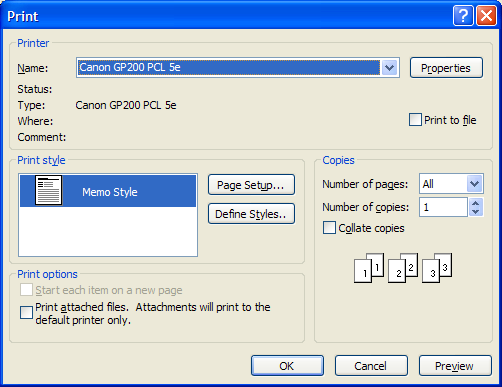 Print
Printer
Name: Canon GP200 PCL 5e Properties
Status:
Type: Canon GP200 PCL 5e
Where: Print to file
Comment:
Print style
Memo Style
Page Setup...
Define Styles..
Print options
Start each item on a new page
Print attached files. Attachments will print to the
default printer only.
Copies
Number of pages: All
Number of copies: 1
Collate copies
1 1 2 2 3 3
OK Cancel Preview